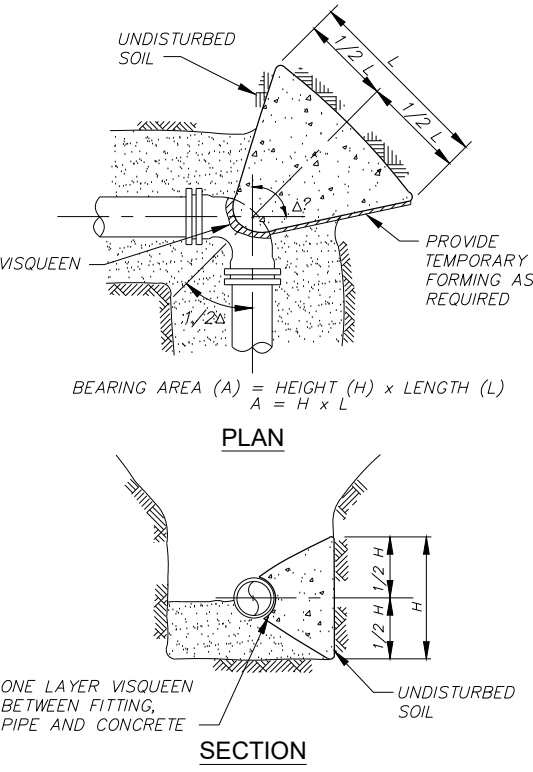 UNDISTURBED
SOIL
L
1/2 L
1/2 L
Δ?
VISQUEEN
PROVIDE
TEMPORARY
FORMING AS
REQUIRED
1/2Δ
BEARING AREA (A) = HEIGHT (H) x LENGTH (L)
A = H x L
PLAN
1/2 H
H
1/2 H
ONE LAYER VISQUEEN
BETWEEN FITTING,
PIPE AND CONCRETE
UNDISTURBED
SOIL
SECTION